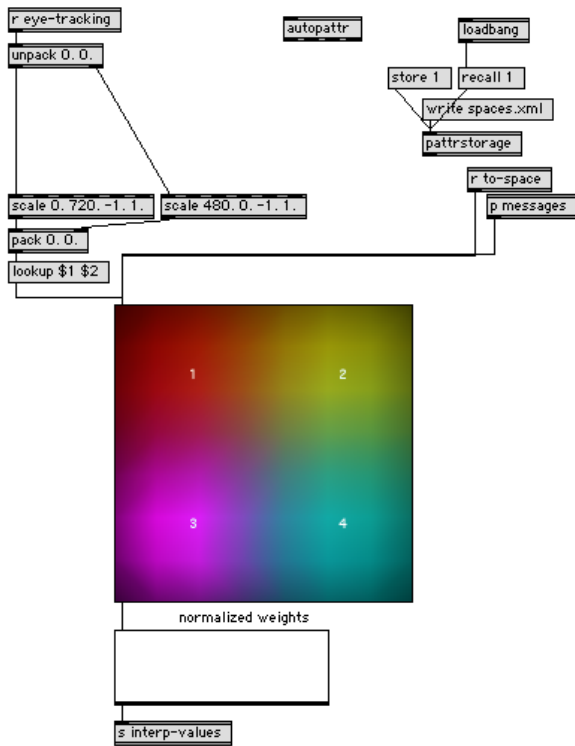 r eye-tracking
autopattr
loadbang
unpack 0. 0.
store 1
recall 1
write spaces.xml
pattrstorage
r to-space
scale 0. 720. -1. 1.
scale 480. 0. -1. 1.
p messages
pack 0. 0.
lookup $1 $2
1
2
3
4
normalized weights
s interp-values